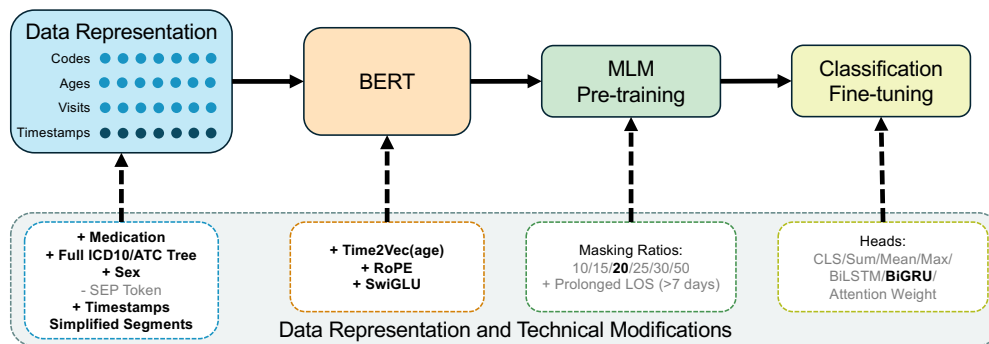 Data Representation
Codes
Ages
Visits
Timestamps
BERT
MLM
Pre-training
Classification
Fine-tuning
+ Medication
+ Full ICD10/ATC Tree
+ Sex
- SEP Token
+ Timestamps
Simplified Segments
+ Time2Vec(age)
+ RoPE
+ SwiGLU
Masking Ratios:
10/15/20/25/30/50
+ Prolonged LOS (>7 days)
Heads:
CLS/Sum/Mean/Max/
BiLSTM/BiGRU/
Attention Weight
Data Representation and Technical Modifications